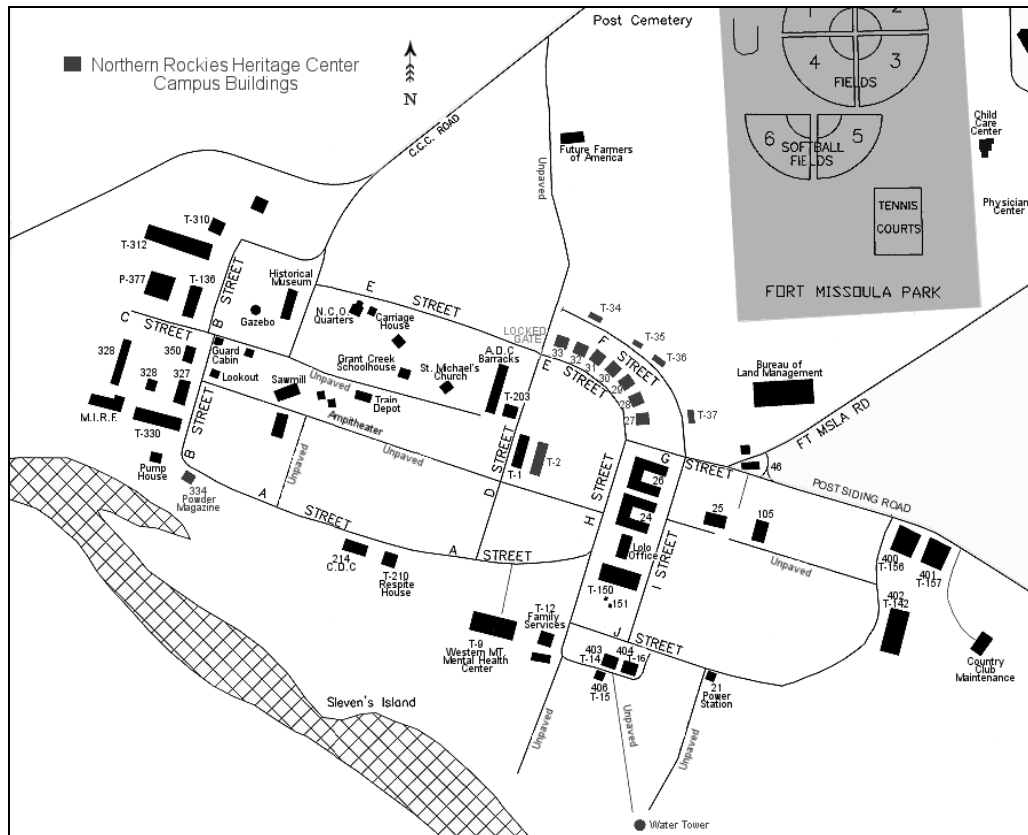 Post Cemetery
Northern Rockies Heritage Center
Campus Buildings
N
C.C.C. ROAD
Unpaved
Future Farmers
of America
1
2
4
3
FIELDS
6
5
SOFTBALL
FIELDS
TENNIS
COURTS
FORT MISSOULA PARK
Child
Care
Center
Physician
Center
T-310
T-312
P-377
T-136
B STREET
Historical
Museum
Gazebo
E STREET
N.C.O.
Quarters
Carriage
House
C STREET
328
350
328
327
Guard
Cabin
Lookout
Sawmill
Unpaved
Grant Creek
Schoolhouse
St. Michael's
Church
A.D.C
Barracks
LOCKED
GATE
T-34
T-35
T-36
T-37
F STREET
E STREET
33
32
31
30
29
28
27
Bureau of
Land Management
FT MSLA RD
M.I.R.F.
T-330
B STREET
Ampitheater
Train
Depot
T-203
Unpaved
Unpaved
D STREET
T-1
T-2
H STREET
G STREET
46
POST SIDING ROAD
Pump
House
334
Powder
Magazine
A STREET
A STREET
26
24
25
105
Lolo
Office
I STREET
Unpaved
400
T-156
401
T-157
402
T-142
214
C.D.C
T-210
Respite
House
T-150
151
T-12
Family
Services
T-9
Western MT.
Mental Health
Center
J STREET
403
T-14
404
T-16
406
T-15
21
Power
Station
Country
Club
Maintenance
Sleven's Island
Unpaved
Unpaved
Unpaved
Water Tower